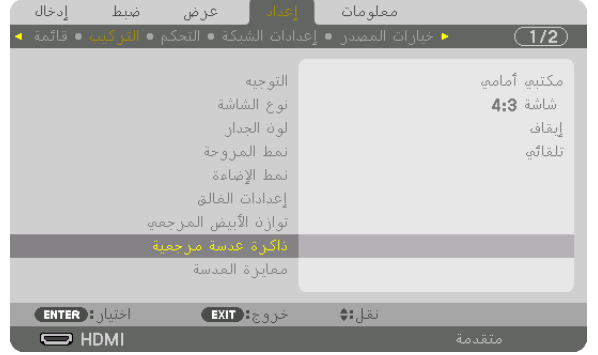 إدخال ضبط عرض إعداد معلومات
قائمة • التركيب • التحكم • إعدادات الشبكة • خيارات المصدر 1/2
التوجيه مكتبي أمامي
نوع الشاشة شاشة 4:3
لون الجدار إيقاف
نمط المروحة تلقائي
نمط الإضاءة
إعدادات الغالق
توازن الأبيض المرجعي
ذاكرة عدسة مرجعية
معايرة العدسة
ENTER: اختيار EXIT: خروج نقل:
HDMI متقدمة